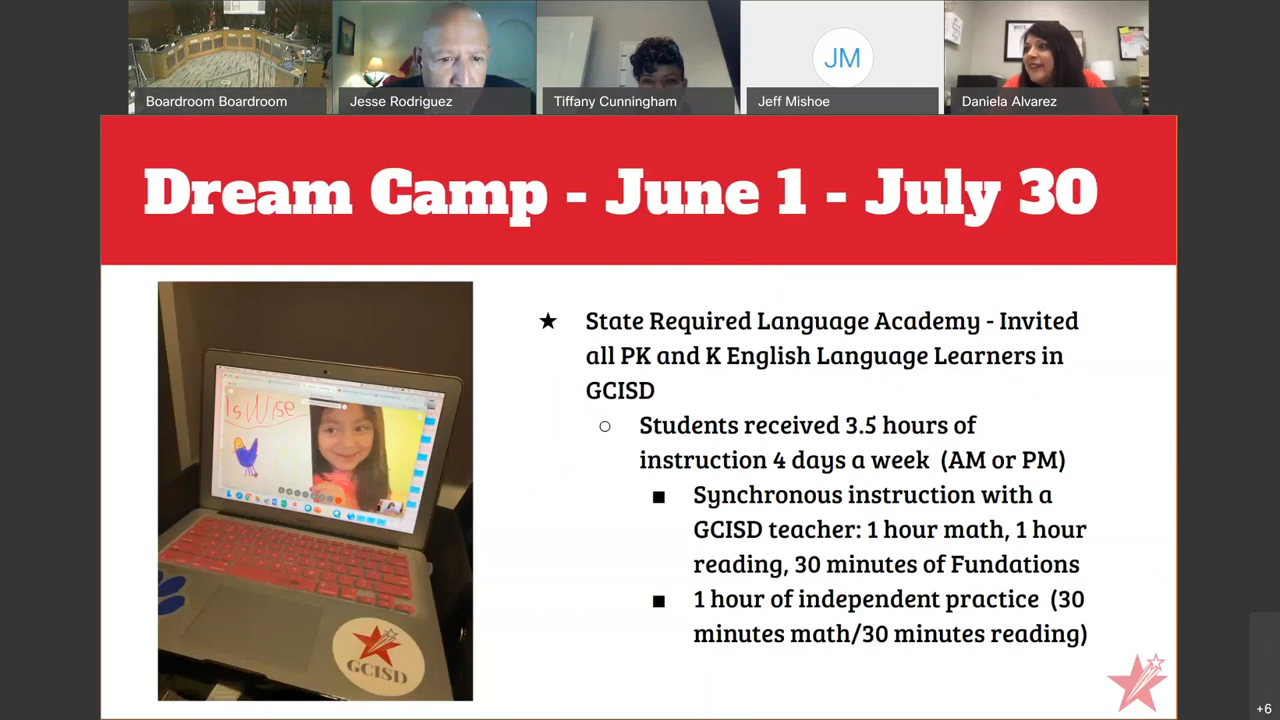 Boardroom Boardroom
Jesse Rodriguez
Tiffany Cunningham
JM
Jeff Mishoe
Daniela Alvarez
Dream Camp - June 1 - July 30
★ State Required Language Academy - Invited
all PK and K English Language Learners in
GCISD
○ Students received 3.5 hours of
instruction 4 days a week (AM or PM)
■ Synchronous instruction with a
GCISD teacher: 1 hour math, 1 hour
reading, 30 minutes of Fundations
■ 1 hour of independent practice (30
minutes math/30 minutes reading)
Is Wise
GCISD
+6